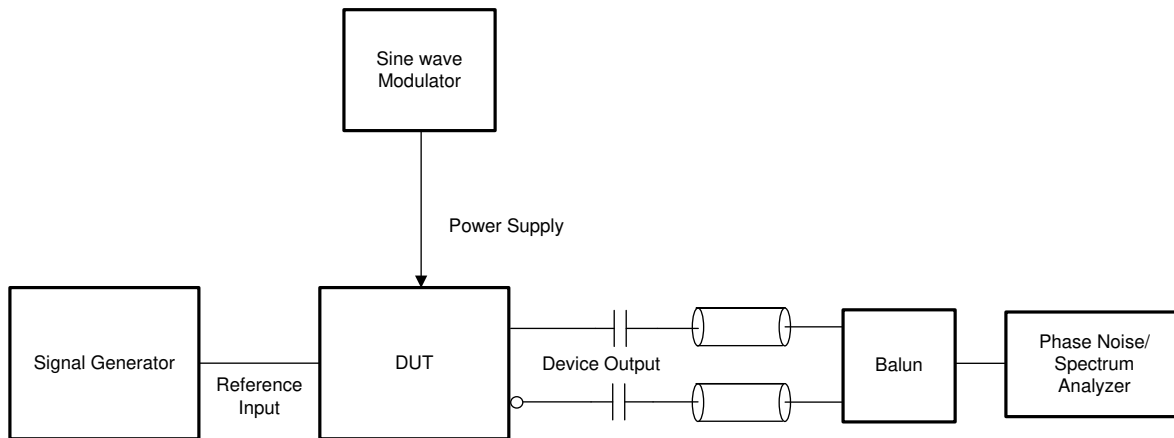 Sine wave
Modulator
Power Supply
Signal Generator
Reference
Input
DUT
Device Output
Balun
Phase Noise/
Spectrum
Analyzer